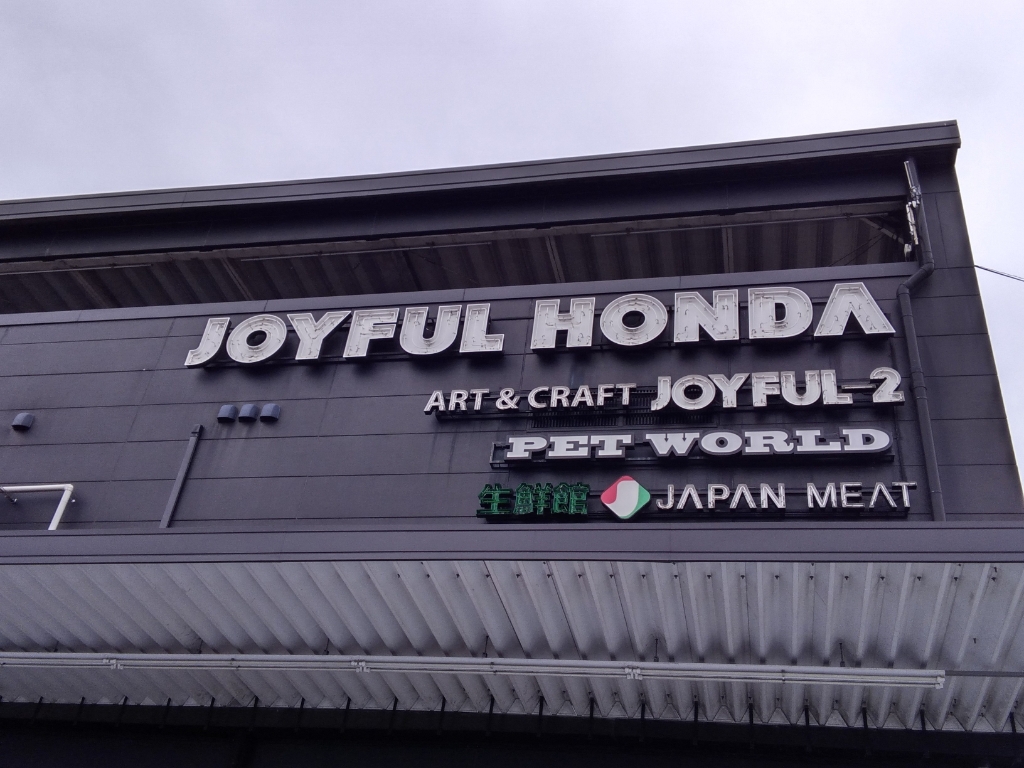 JOYFUL HONDA
ART & CRAFT JOYFUL-2
PET WORLD
生鮮館 JAPAN MEAT